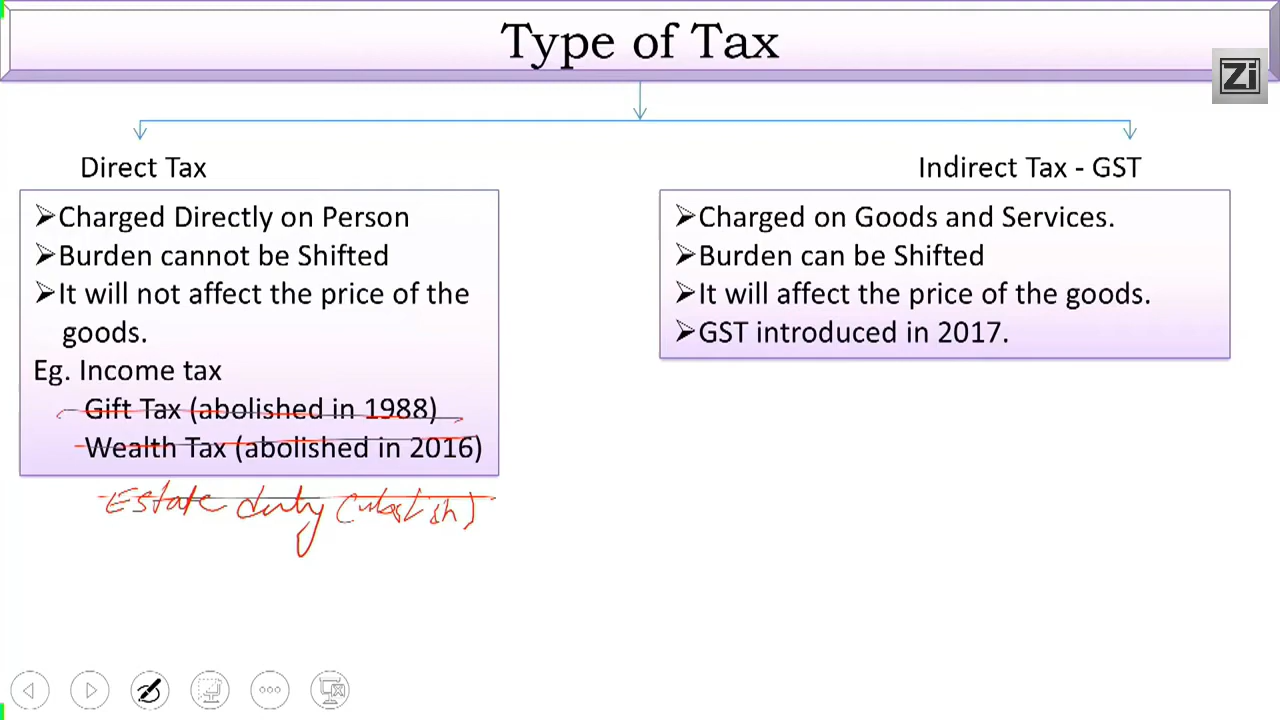 Type of Tax
Zi
Direct Tax
➢Charged Directly on Person
➢Burden cannot be Shifted
➢It will not affect the price of the
goods.
Eg. Income tax
Gift Tax (abolished in 1988)
Wealth Tax (abolished in 2016)
Estate duty
Indirect Tax - GST
➢Charged on Goods and Services.
➢Burden can be Shifted
➢It will affect the price of the goods.
➢GST introduced in 2017.